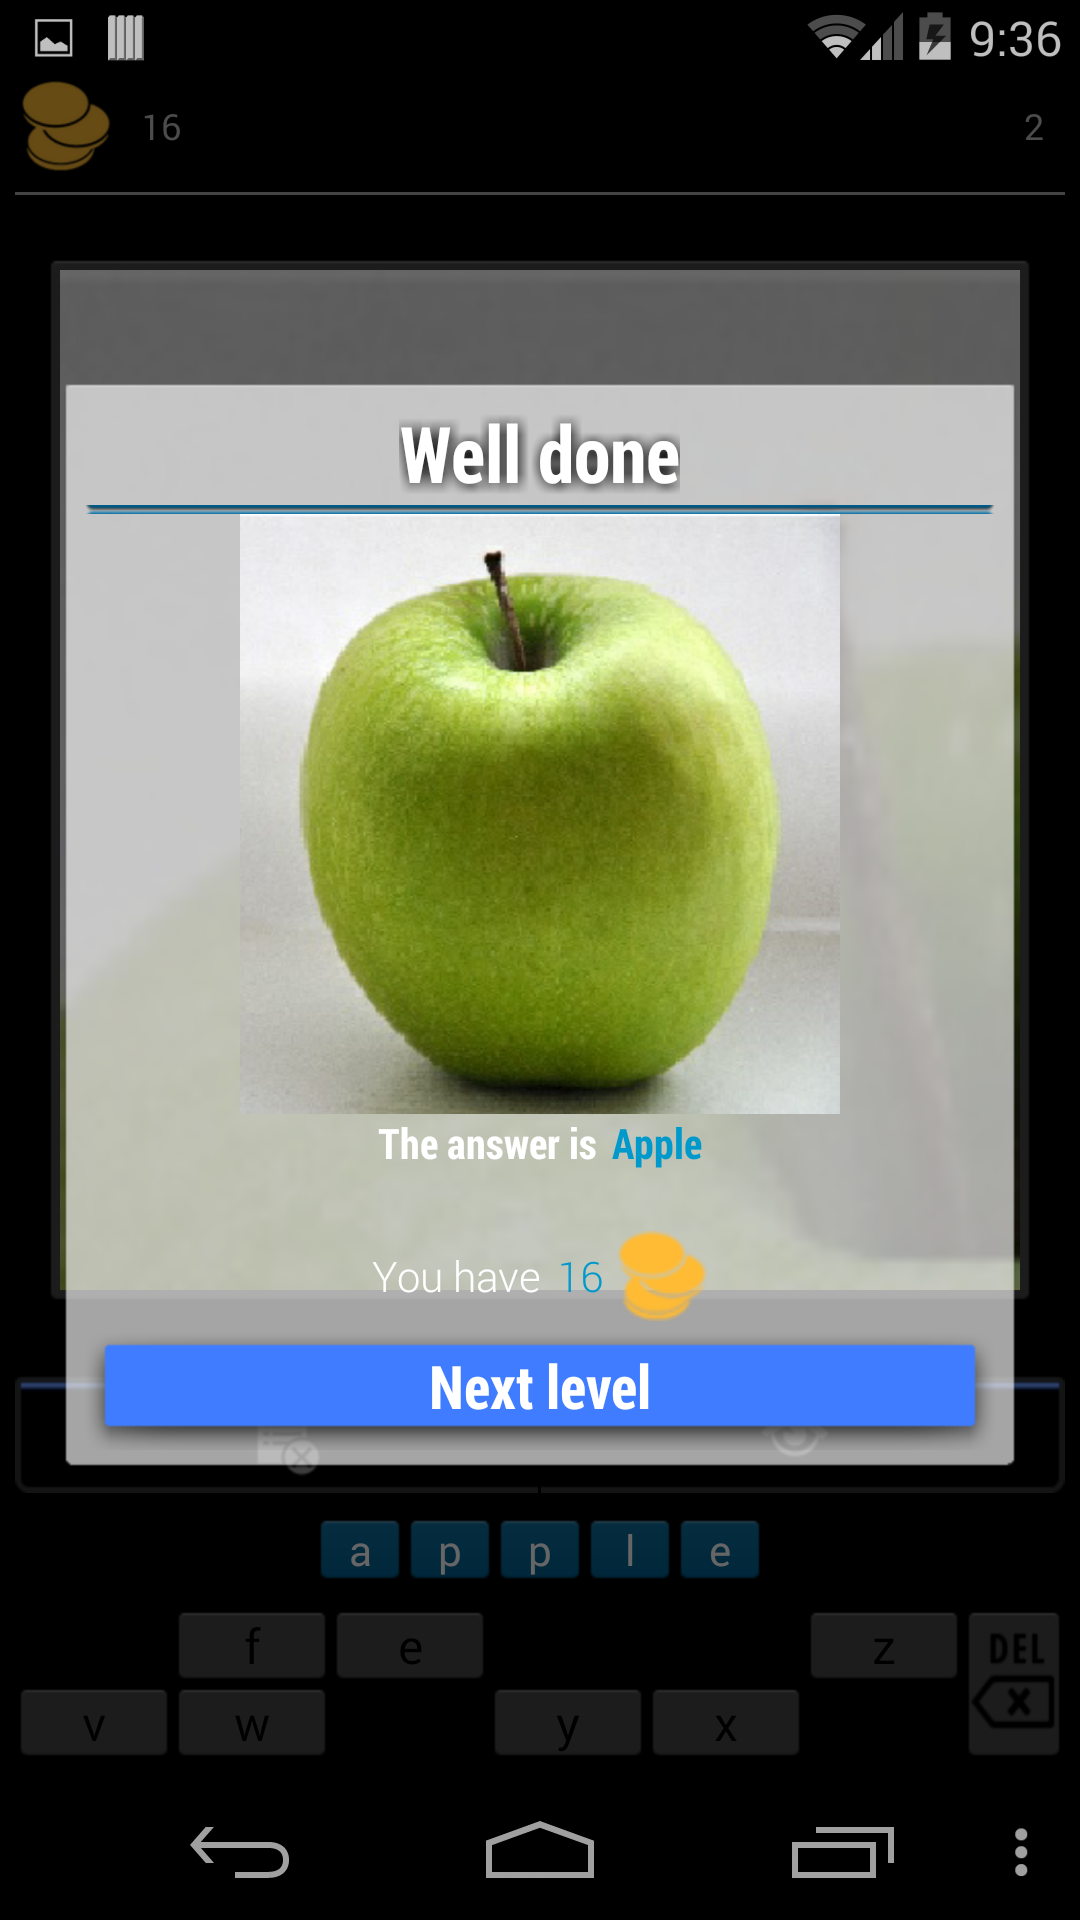 9:36
16
2
Well done
The answer is Apple
You have 16
Next level
a p p l e
f e z DEL
v w y x